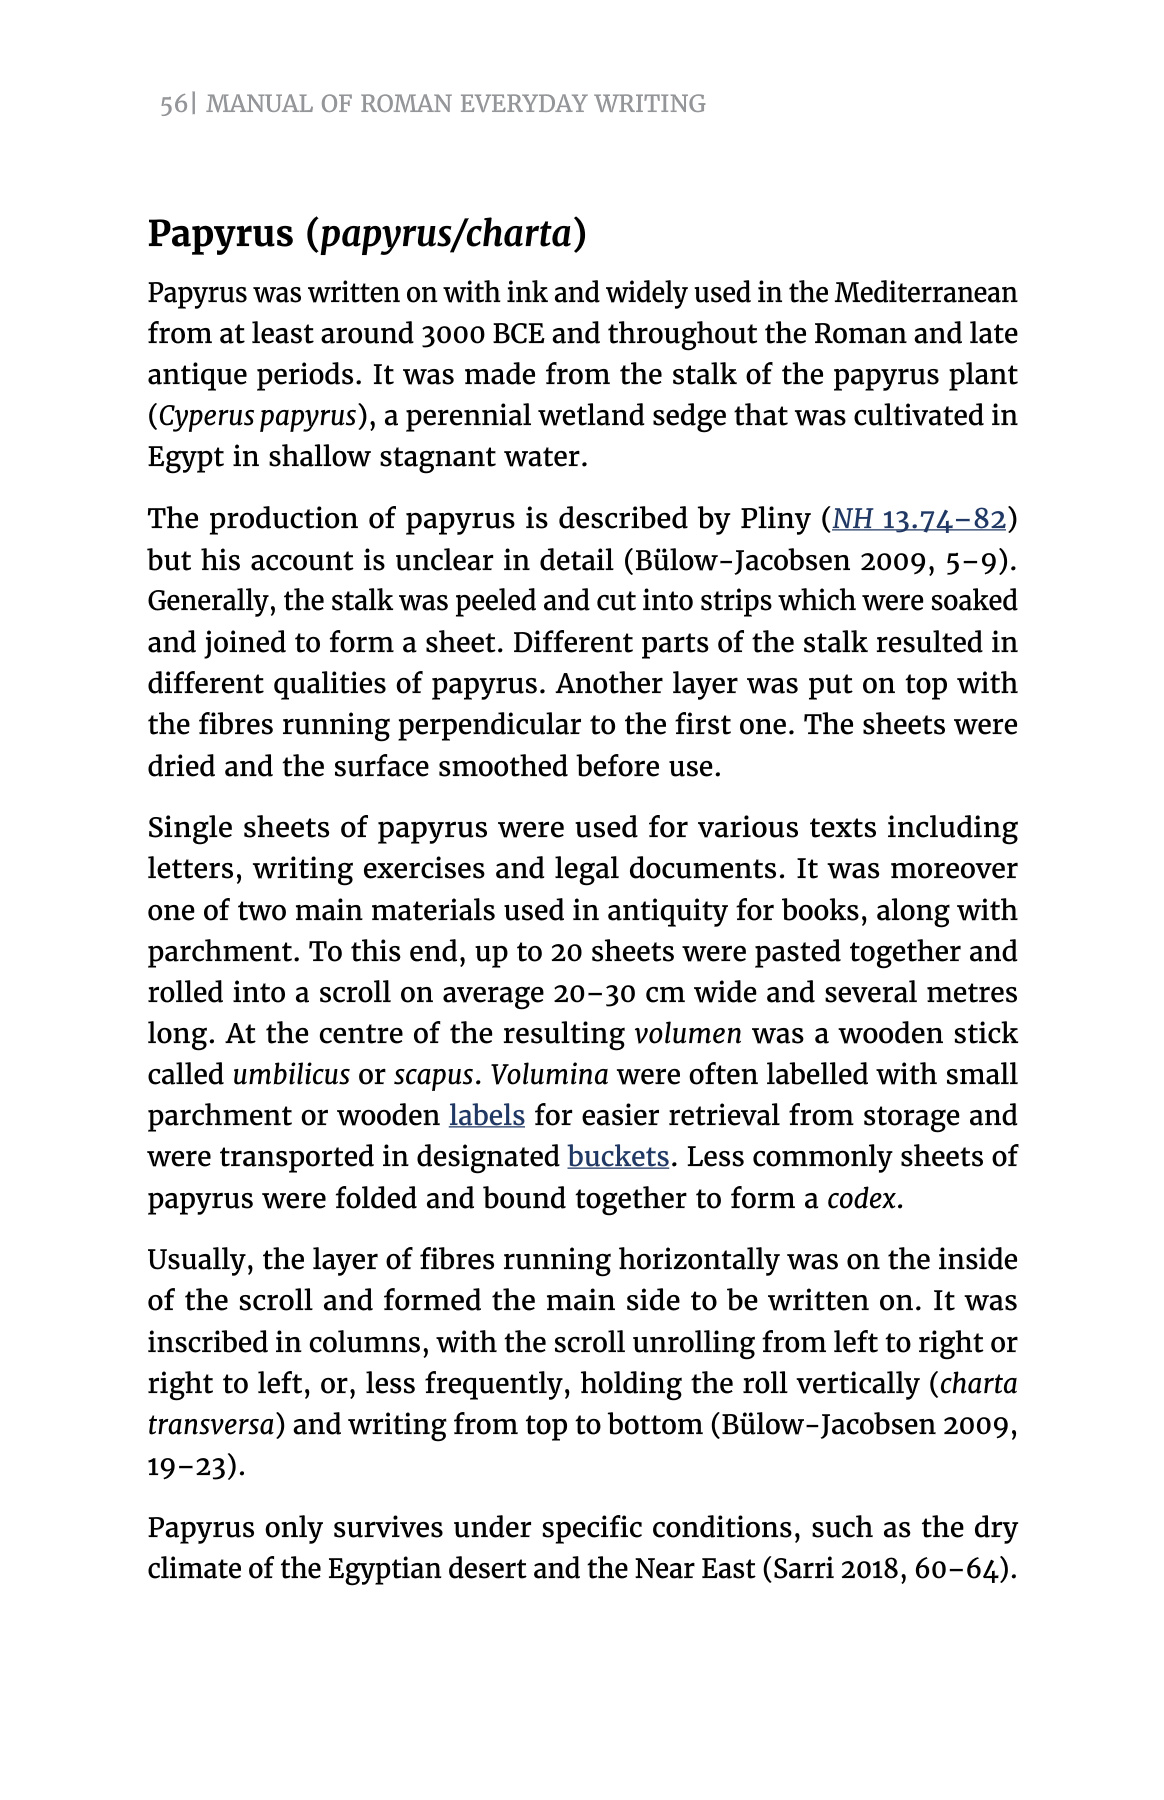 56| MANUAL OF ROMAN EVERYDAY WRITING
Papyrus (papyrus/charta)
Papyrus was written on with ink and widely used in the Mediterranean
from at least around 3000 BCE and throughout the Roman and late
antique periods. It was made from the stalk of the papyrus plant
(Cyperus papyrus), a perennial wetland sedge that was cultivated in
Egypt in shallow stagnant water.
The production of papyrus is described by Pliny (NH 13.74–82)
but his account is unclear in detail (Bülow-Jacobsen 2009, 5–9).
Generally, the stalk was peeled and cut into strips which were soaked
and joined to form a sheet. Different parts of the stalk resulted in
different qualities of papyrus. Another layer was put on top with
the fibres running perpendicular to the first one. The sheets were
dried and the surface smoothed before use.
Single sheets of papyrus were used for various texts including
letters, writing exercises and legal documents. It was moreover
one of two main materials used in antiquity for books, along with
parchment. To this end, up to 20 sheets were pasted together and
rolled into a scroll on average 20–30 cm wide and several metres
long. At the centre of the resulting volumen was a wooden stick
called umbilicus or scapus. Volumina were often labelled with small
parchment or wooden labels for easier retrieval from storage and
were transported in designated buckets. Less commonly sheets of
papyrus were folded and bound together to form a codex.
Usually, the layer of fibres running horizontally was on the inside
of the scroll and formed the main side to be written on. It was
inscribed in columns, with the scroll unrolling from left to right or
right to left, or, less frequently, holding the roll vertically (charta
transversa) and writing from top to bottom (Bülow-Jacobsen 2009,
19–23).
Papyrus only survives under specific conditions, such as the dry
climate of the Egyptian desert and the Near East (Sarri 2018, 60–64).